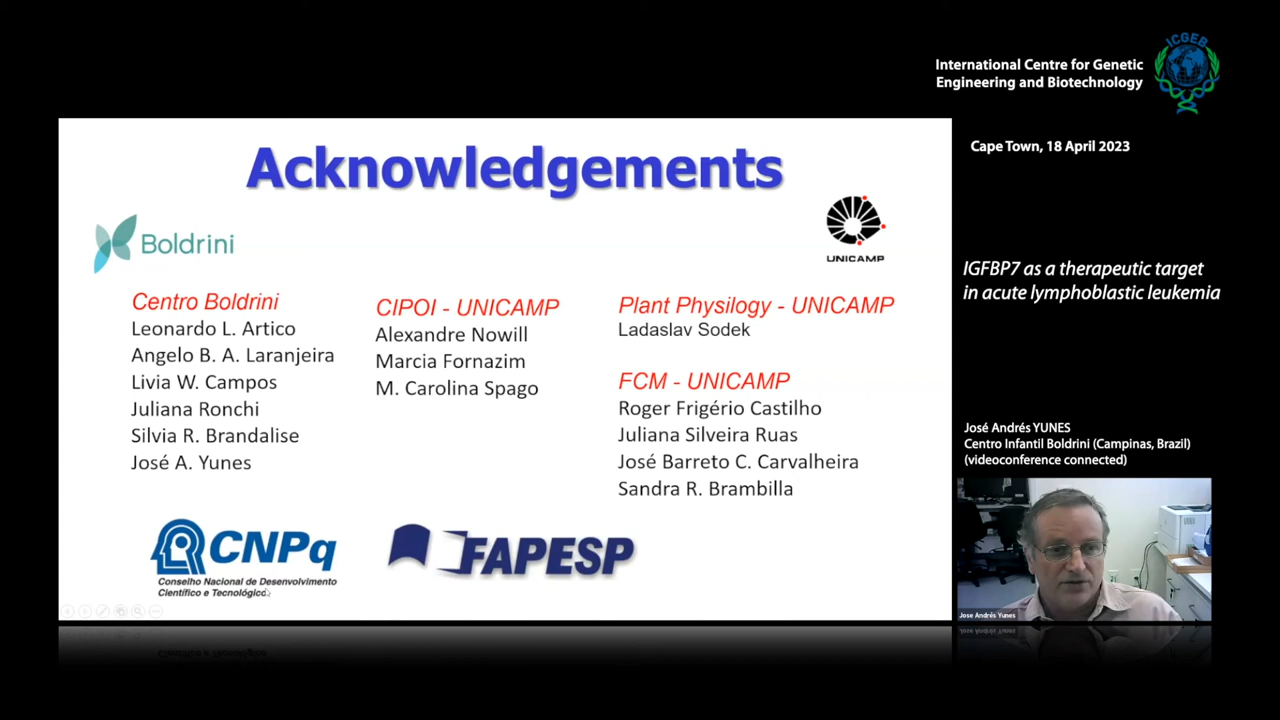 ICGEB
International Centre for Genetic
Engineering and Biotechnology
Cape Town, 18 April 2023
Acknowledgements
Boldrini
UNICAMP
Centro Boldrini
Leonardo L. Artico
Angelo B. A. Laranjeira
Livia W. Campos
Juliana Ronchi
Silvia R. Brandalise
José A. Yunes
CIPOI - UNICAMP
Alexandre Nowill
Marcia Fornazim
M. Carolina Spago
Plant Physilogy - UNICAMP
Ladaslav Sodek
FCM - UNICAMP
Roger Frigério Castilho
Juliana Silveira Ruas
José Barreto C. Carvalheira
Sandra R. Brambilla
CNPq
Conselho Nacional de Desenvolvimento
Científico e Tecnológico
FAPESP
IGFBP7 as a therapeutic target
in acute lymphoblastic leukemia
José Andrés YUNES
Centro Infantil Boldrini (Campinas, Brazil)
(videoconference connected)
Jose Andrés Yunes